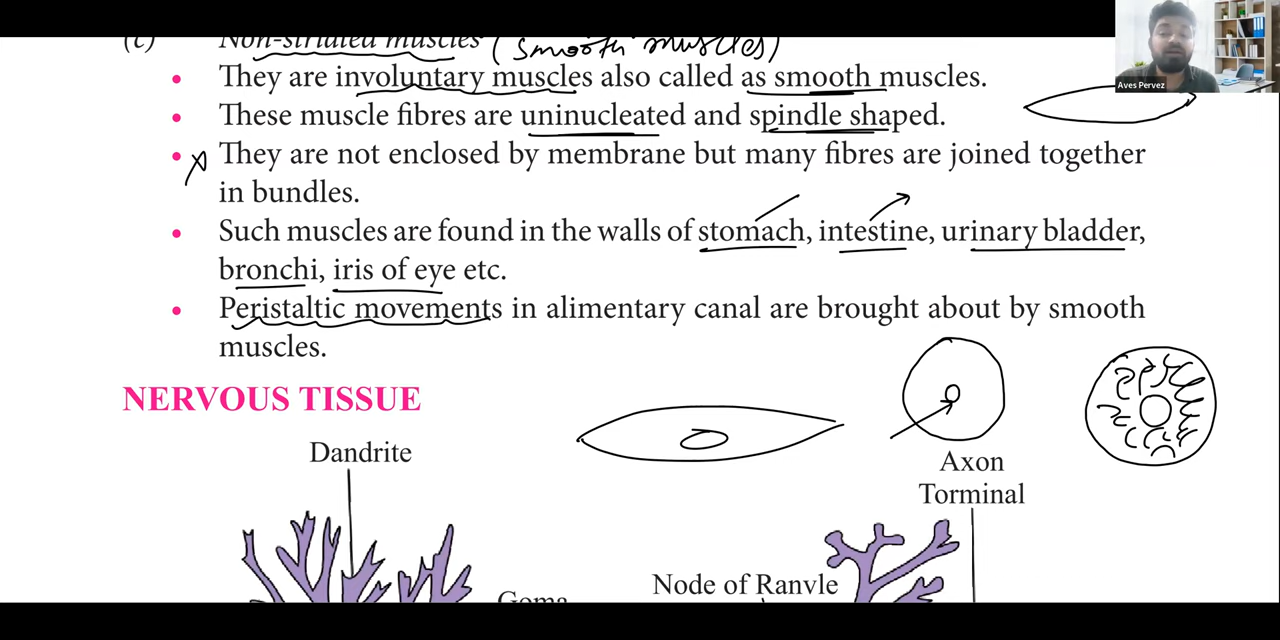 (c) Non-striated muscles (smooth muscles)
Aves Pervez
• They are involuntary muscles also called as smooth muscles.
• These muscle fibres are uninucleated and spindle shaped.
• They are not enclosed by membrane but many fibres are joined together
in bundles.
• Such muscles are found in the walls of stomach, intestine, urinary bladder,
bronchi, iris of eye etc.
• Peristaltic movements in alimentary canal are brought about by smooth
muscles.
NERVOUS TISSUE
Dandrite
Axon
Torminal
Node of Ranvle
Goma